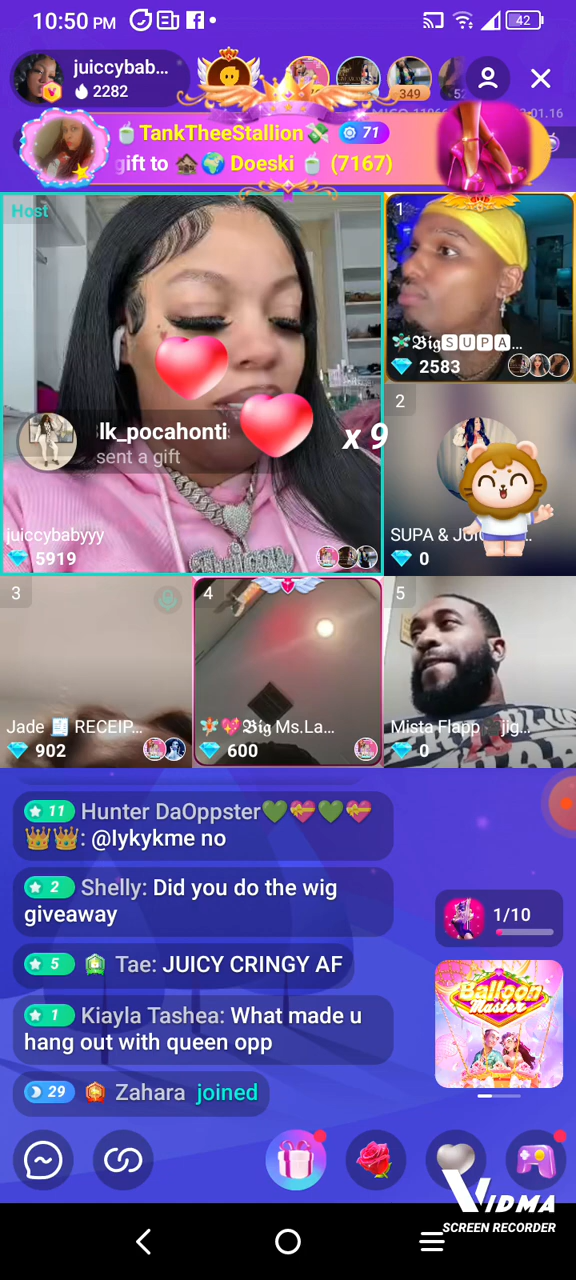 10:50 PM
42
juiccybab...
2282
349
🍵TankTheeStallion💸 71
gift to 🏚️🌍 Doeski 🍵 (7167)
Host
1
🧚𝕭𝖎𝖌🆂🆄🅿🅰...
2583
lk_pocahonti
sent a gift
x 9
juiccybabyyy
5919
2
SUPA & JUI
0
3
Jade 🧾 RECEIP...
902
4
🧚💖𝕭𝖎𝖌 Ms.La...
600
5
Mista Flapp jig...
0
11 Hunter DaOppster💚💝💚💝
👑👑: @Iykykme no
2 Shelly: Did you do the wig
giveaway
5 Tae: JUICY CRINGY AF
1 Kiayla Tashea: What made u
hang out with queen opp
29 Zahara joined
1/10
Balloon
Master
VIDMA
SCREEN RECORDER